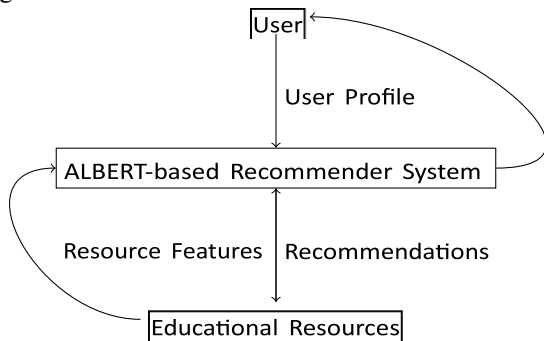 User
User Profile
ALBERT-based Recommender System
Resource Features
Recommendations
Educational Resources